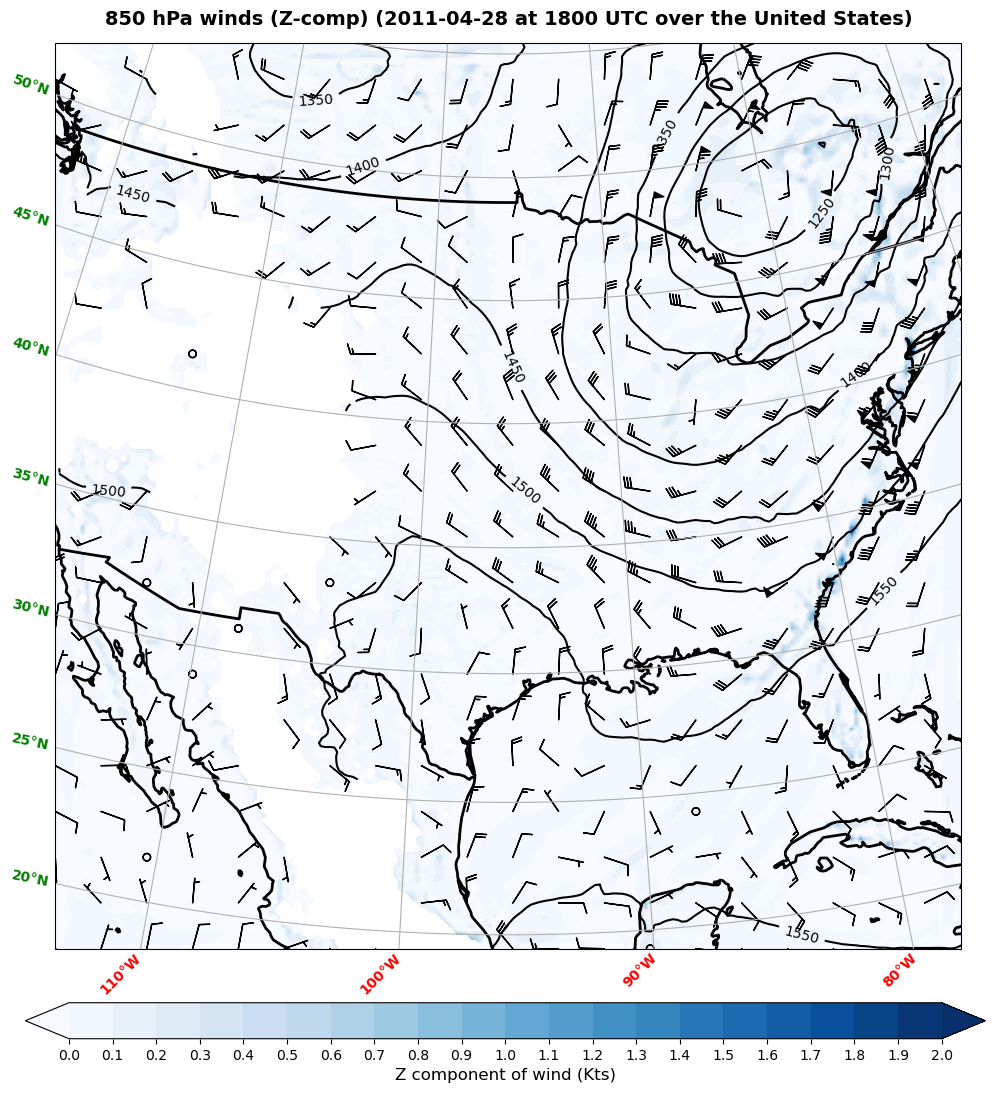 850 hPa winds (Z-comp) (2011-04-28 at 1800 UTC over the United States)
50°N
1350
1350
1300
1400
1450
45°N
1250
40°N
1450
1400
35°N
1500
1500
30°N
1550
25°N
20°N
1550
110°W
100°W
90°W
80°W
0.0 0.1 0.2 0.3 0.4 0.5 0.6 0.7 0.8 0.9 1.0 1.1 1.2 1.3 1.4 1.5 1.6 1.7 1.8 1.9 2.0
Z component of wind (Kts)